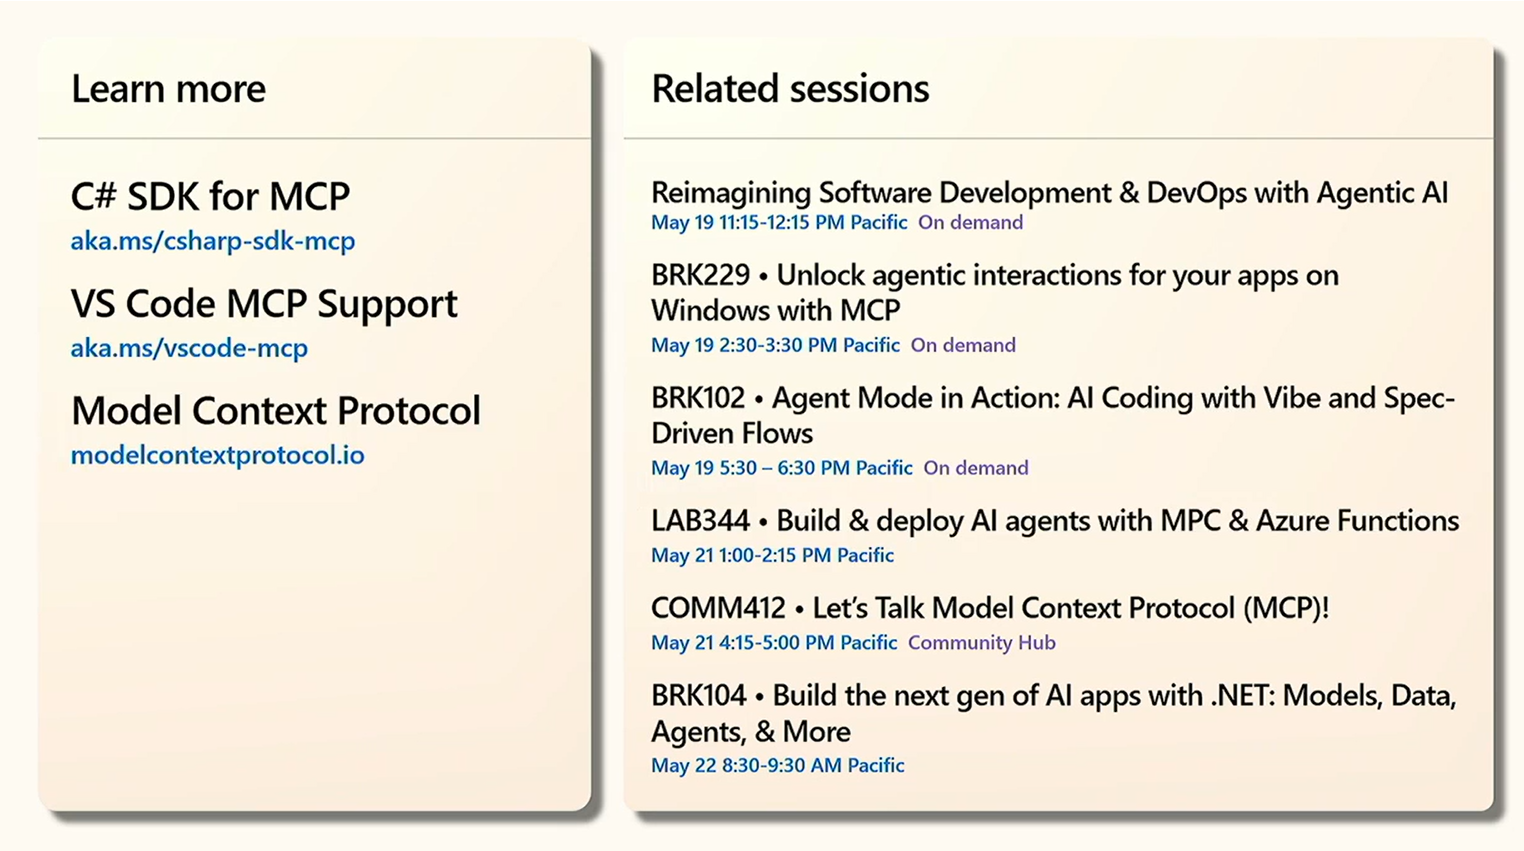 Learn more
C# SDK for MCP
aka.ms/csharp-sdk-mcp
VS Code MCP Support
aka.ms/vscode-mcp
Model Context Protocol
modelcontextprotocol.io
Related sessions
Reimagining Software Development & DevOps with Agentic AI
May 19 11:15-12:15 PM Pacific On demand
BRK229 • Unlock agentic interactions for your apps on
Windows with MCP
May 19 2:30-3:30 PM Pacific On demand
BRK102 • Agent Mode in Action: AI Coding with Vibe and Spec-
Driven Flows
May 19 5:30 – 6:30 PM Pacific On demand
LAB344 • Build & deploy AI agents with MPC & Azure Functions
May 21 1:00-2:15 PM Pacific
COMM412 • Let's Talk Model Context Protocol (MCP)!
May 21 4:15-5:00 PM Pacific Community Hub
BRK104 • Build the next gen of AI apps with .NET: Models, Data,
Agents, & More
May 22 8:30-9:30 AM Pacific